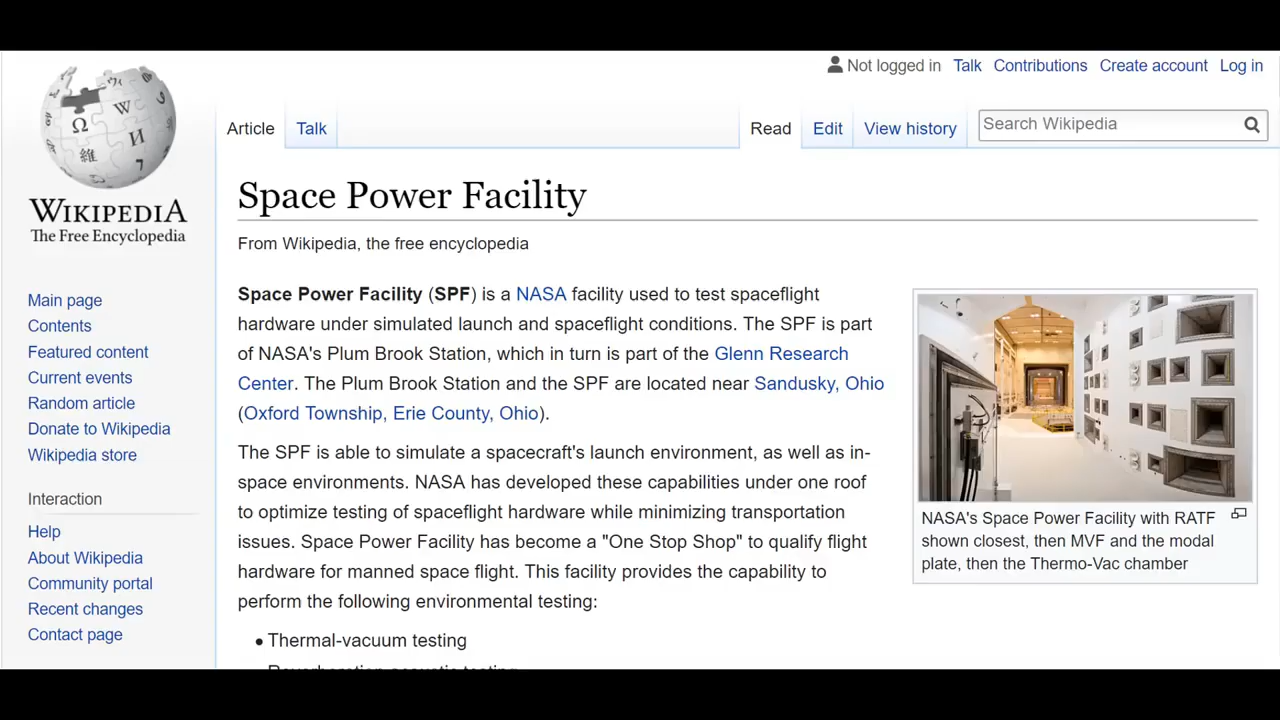 Not logged in Talk Contributions Create account Log in
Article Talk Read Edit View history Search Wikipedia
Ω W И 維
WIKIPEDIA
The Free Encyclopedia
Main page
Contents
Featured content
Current events
Random article
Donate to Wikipedia
Wikipedia store
Interaction
Help
About Wikipedia
Community portal
Recent changes
Contact page
Space Power Facility
From Wikipedia, the free encyclopedia
Space Power Facility (SPF) is a NASA facility used to test spaceflight
hardware under simulated launch and spaceflight conditions. The SPF is part
of NASA's Plum Brook Station, which in turn is part of the Glenn Research
Center. The Plum Brook Station and the SPF are located near Sandusky, Ohio
(Oxford Township, Erie County, Ohio).
The SPF is able to simulate a spacecraft's launch environment, as well as in-
space environments. NASA has developed these capabilities under one roof
to optimize testing of spaceflight hardware while minimizing transportation
issues. Space Power Facility has become a "One Stop Shop" to qualify flight
hardware for manned space flight. This facility provides the capability to
perform the following environmental testing:
• Thermal-vacuum testing
NASA's Space Power Facility with RATF
shown closest, then MVF and the modal
plate, then the Thermo-Vac chamber